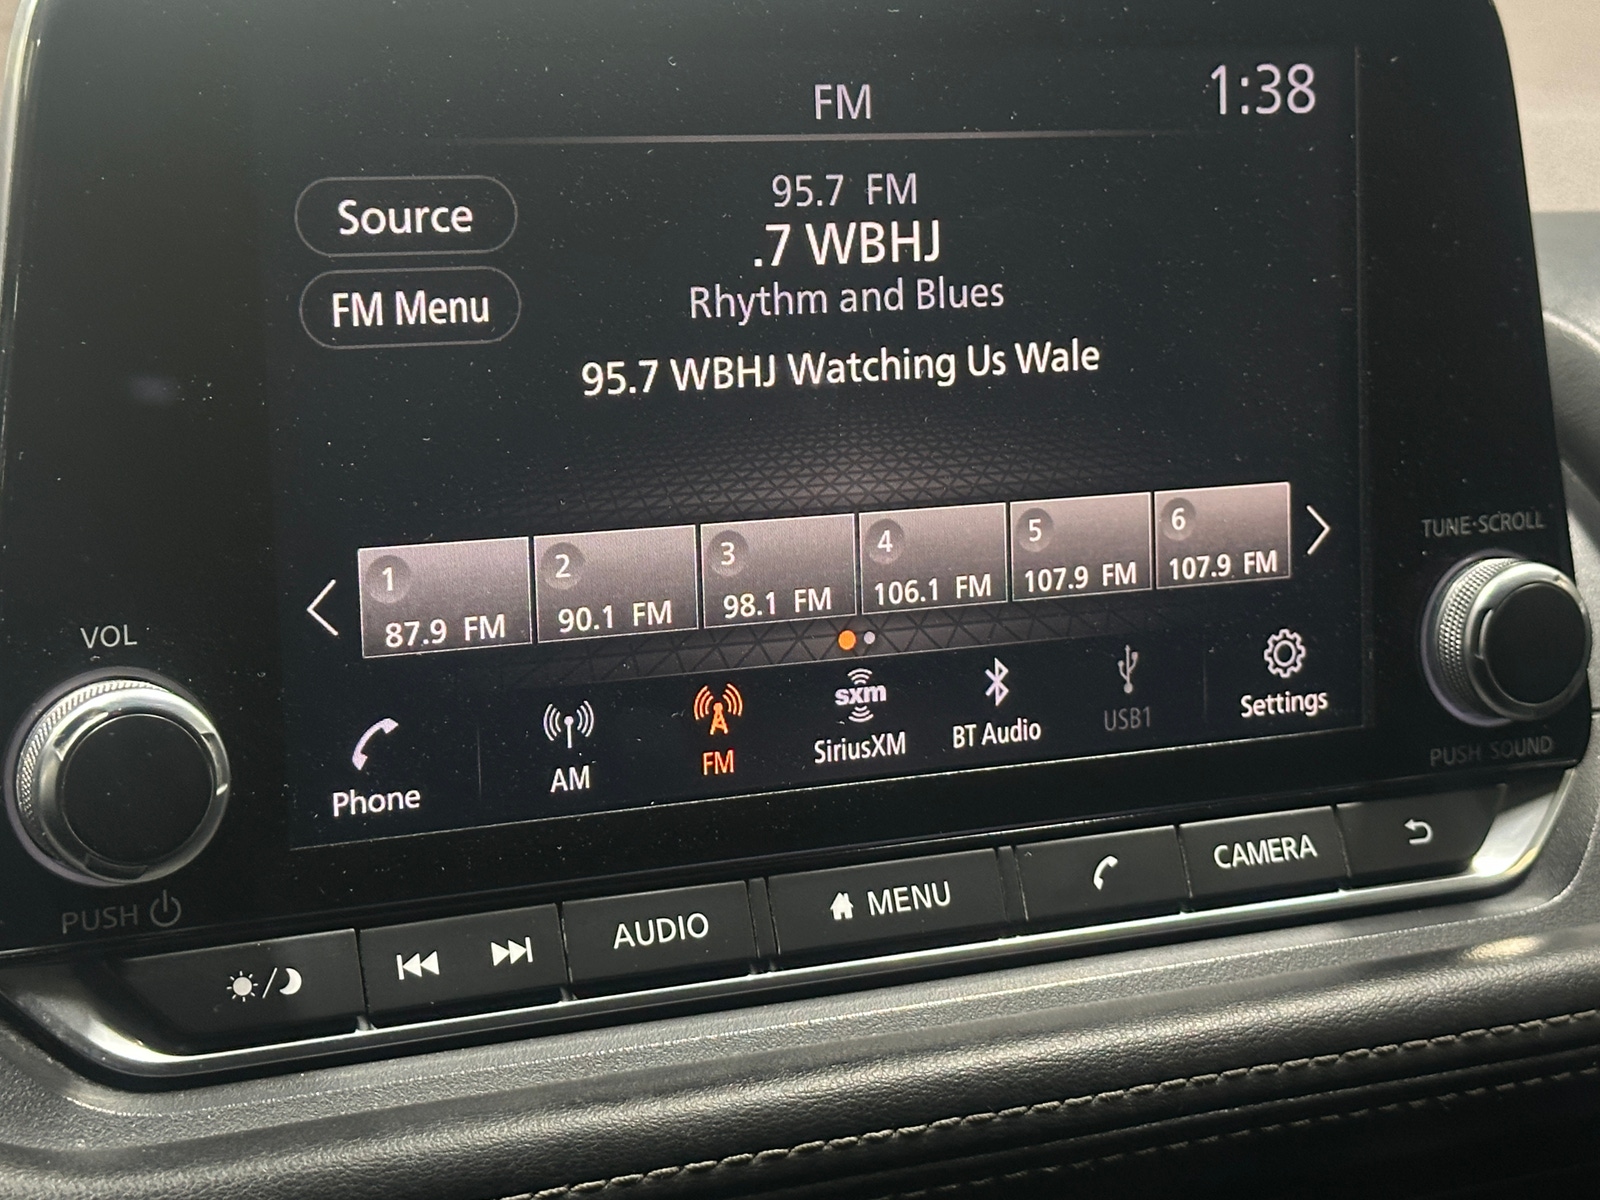 FM
1:38
Source
FM Menu
95.7 FM
.7 WBHJ
Rhythm and Blues
95.7 WBHJ Watching Us Wale
1
87.9 FM
2
90.1 FM
3
98.1 FM
4
106.1 FM
5
107.9 FM
6
107.9 FM
Phone
AM
FM
sxm
SiriusXM
BT Audio
USB1
Settings
VOL
PUSH
TUNE·SCROLL
PUSH SOUND
AUDIO
MENU
CAMERA